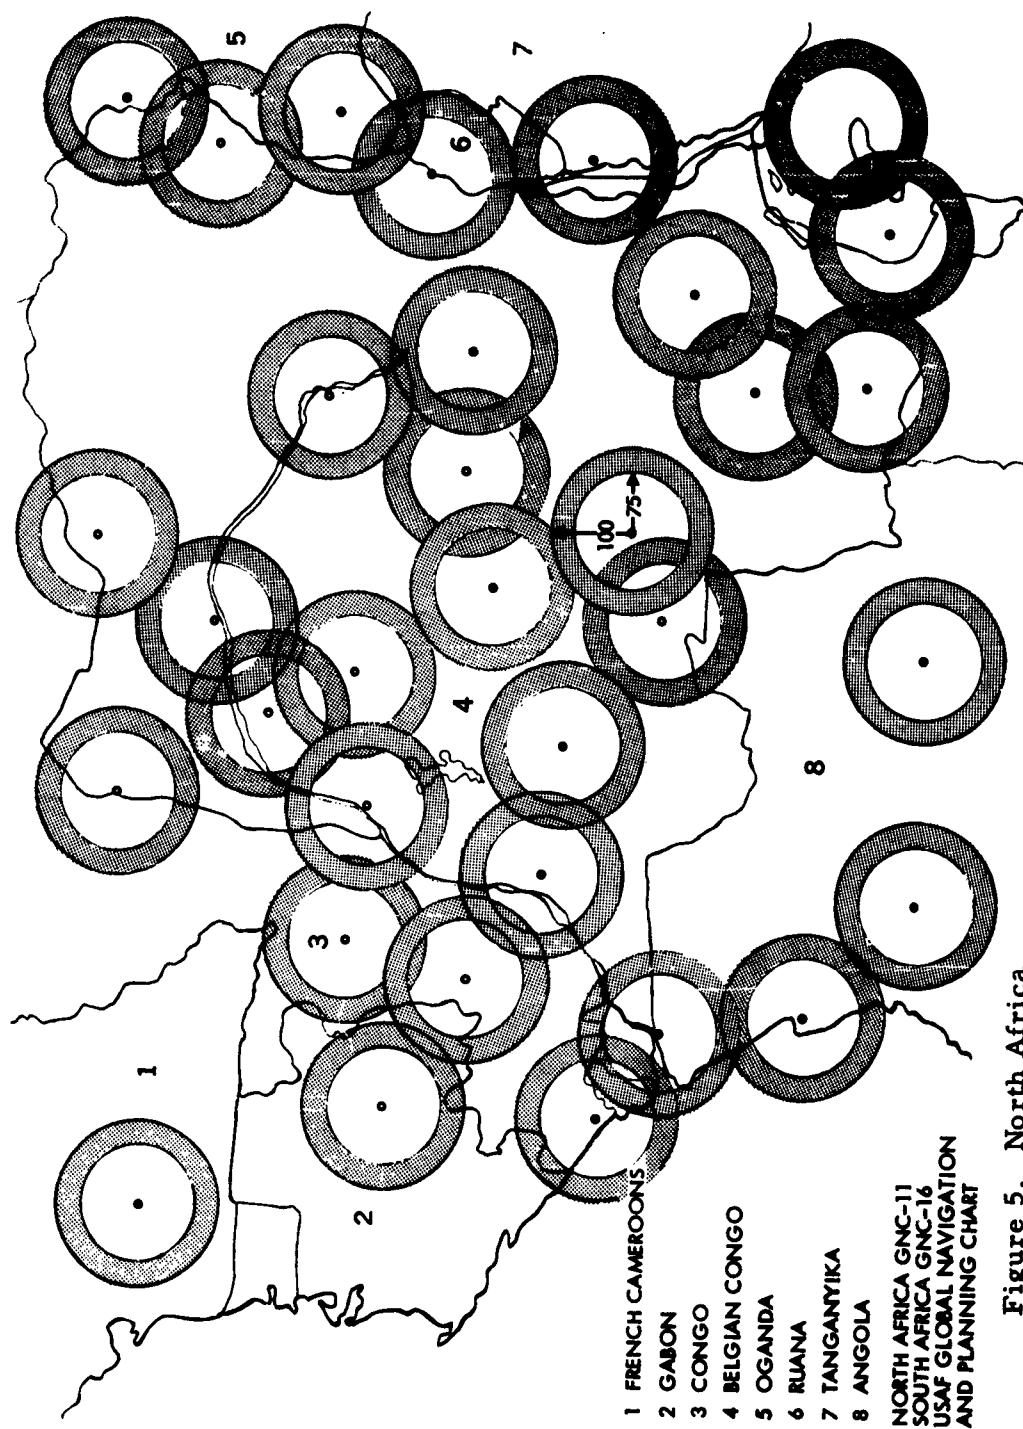 5
7
6
3
1
4
2
8
100
75
1 FRENCH CAMEROONS
2 GABON
3 CONGO
4 BELGIAN CONGO
5 OGANDA
6 RUANA
7 TANGANYIKA
8 ANGOLA
NORTH AFRICA GNC-11
SOUTH AFRICA GNC-16
USAF GLOBAL NAVIGATION
AND PLANNING CHART
Figure 5. North Africa